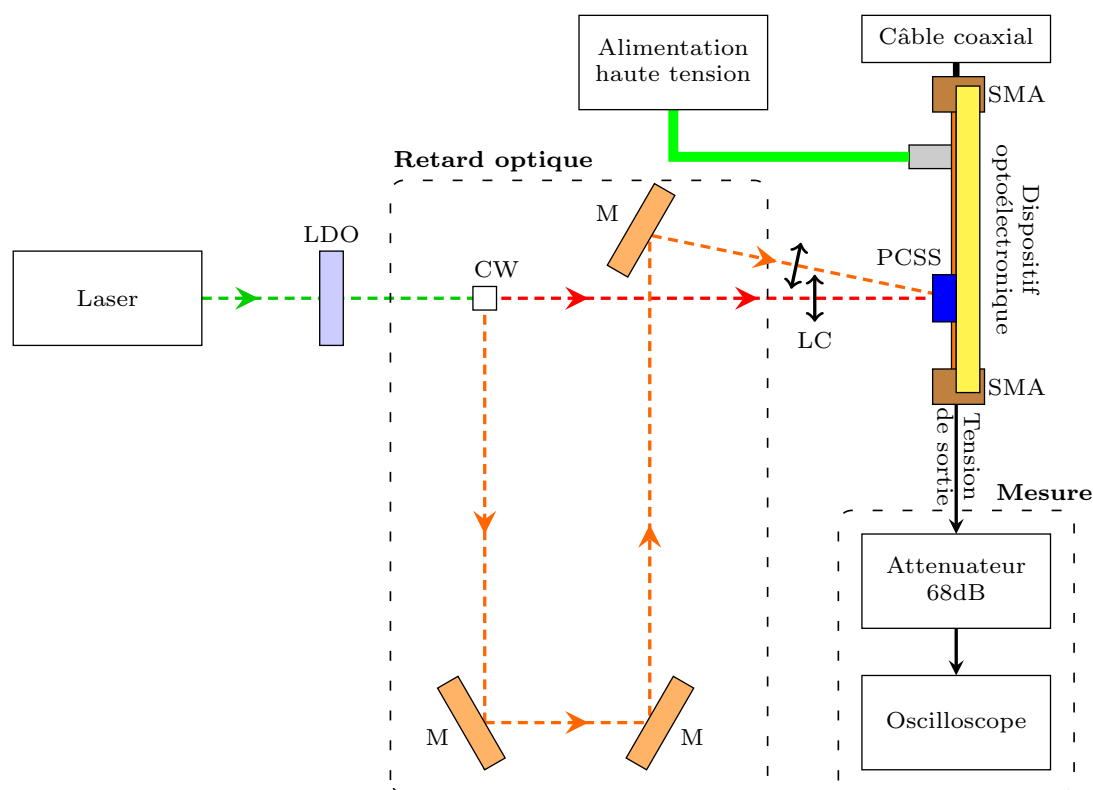 Alimentation
haute tension
Câble coaxial
SMA
Retard optique
M
LDO
CW
PCSS
Dispositif
optoélectronique
Laser
LC
SMA
Tension
de sortie
Mesure
Attenuateur
68dB
M
M
Oscilloscope